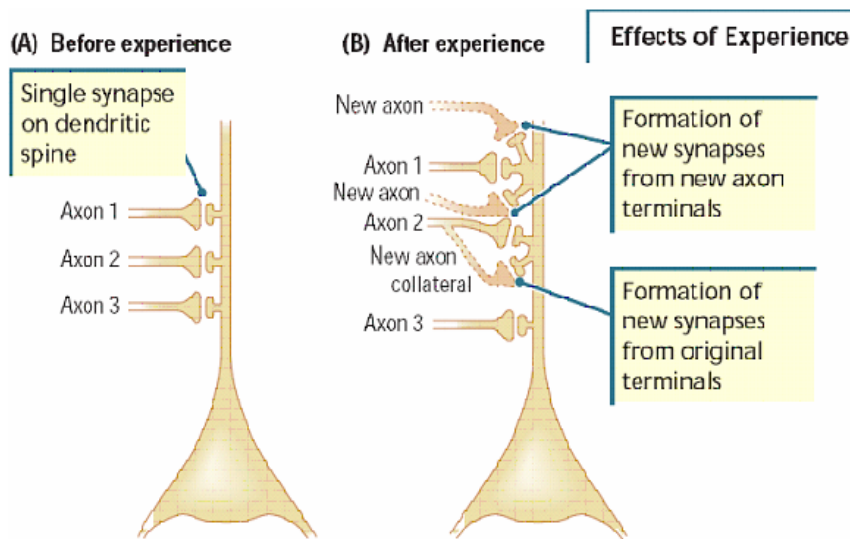 (A) Before experience
Single synapse
on dendritic
spine
Axon 1
Axon 2
Axon 3
(B) After experience
New axon
Axon 1
New axon
Axon 2
New axon
collateral
Axon 3
Effects of Experience
Formation of
new synapses
from new axon
terminals
Formation of
new synapses
from original
terminals